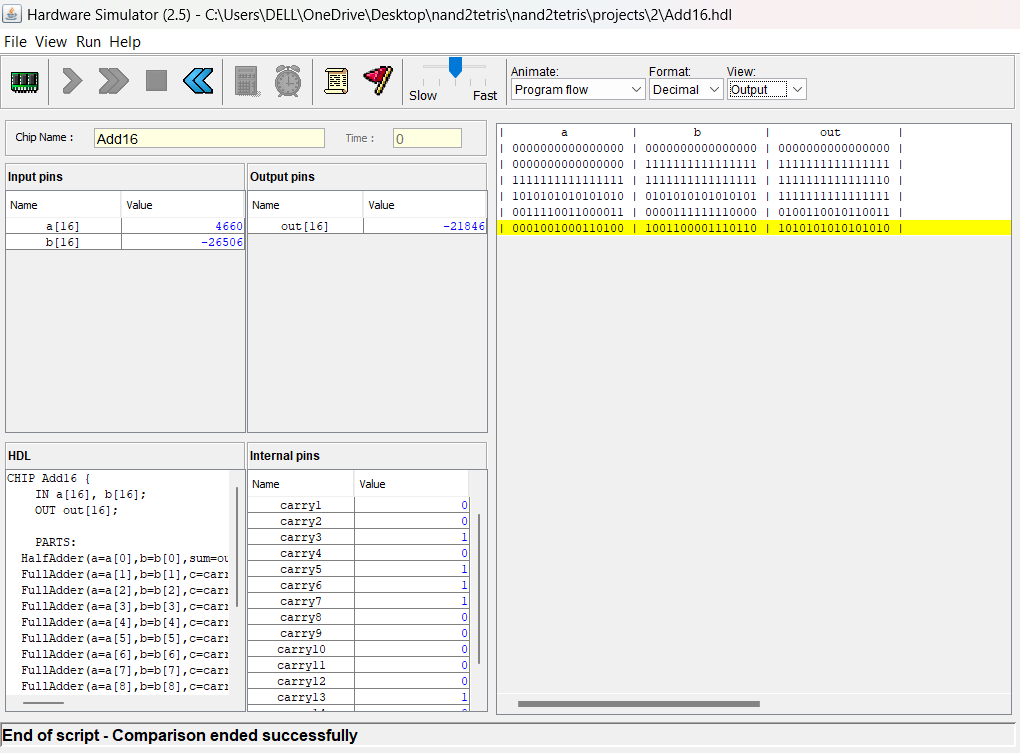 Hardware Simulator (2.5) - C:\Users\DELL\OneDrive\Desktop\nand2tetris\nand2tetris\projects\2\Add16.hdl
File View Run Help
Slow Fast
Animate: Format: View:
Program flow Decimal Output
Chip Name : Add16 Time : 0
Input pins
Name Value
a[16] 4660
b[16] -26506
Output pins
Name Value
out[16] -21846
| a | b | out |
| 0000000000000000 | 0000000000000000 | 0000000000000000 |
| 0000000000000000 | 1111111111111111 | 1111111111111111 |
| 1111111111111111 | 1111111111111111 | 1111111111111110 |
| 1010101010101010 | 0101010101010101 | 1111111111111111 |
| 0011110011000011 | 0000111111110000 | 0100110010110011 |
| 0001001000110100 | 1001100001110110 | 1010101010101010 |
HDL
CHIP Add16 {
IN a[16], b[16];
OUT out[16];
PARTS:
HalfAdder(a=a[0],b=b[0],sum=ou
FullAdder(a=a[1],b=b[1],c=carr
FullAdder(a=a[2],b=b[2],c=carr
FullAdder(a=a[3],b=b[3],c=carr
FullAdder(a=a[4],b=b[4],c=carr
FullAdder(a=a[5],b=b[5],c=carr
FullAdder(a=a[6],b=b[6],c=carr
FullAdder(a=a[7],b=b[7],c=carr
FullAdder(a=a[8],b=b[8],c=carr
Internal pins
Name Value
carry1 0
carry2 0
carry3 1
carry4 0
carry5 1
carry6 1
carry7 1
carry8 0
carry9 0
carry10 0
carry11 0
carry12 0
carry13 1
End of script - Comparison ended successfully